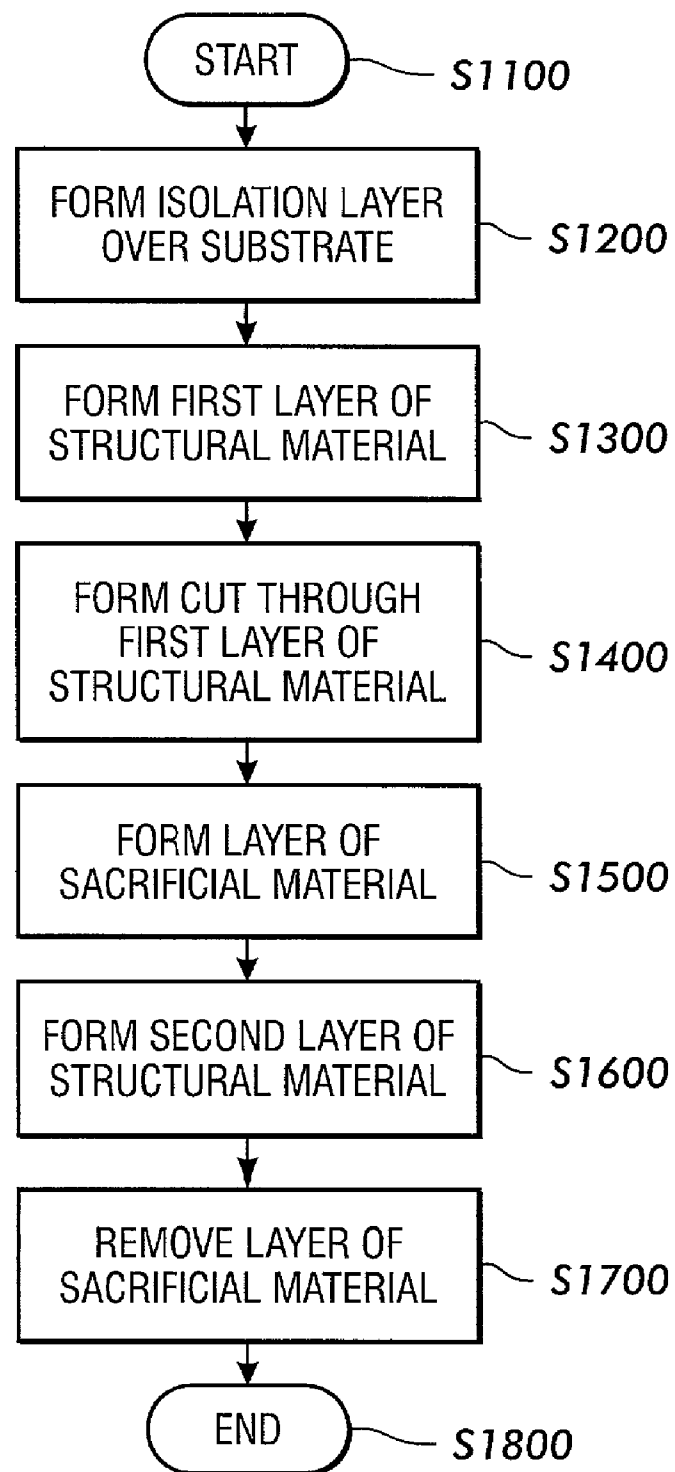 START
S1100
FORM ISOLATION LAYER
OVER SUBSTRATE
S1200
FORM FIRST LAYER OF
STRUCTURAL MATERIAL
S1300
FORM CUT THROUGH
FIRST LAYER OF
STRUCTURAL MATERIAL
S1400
FORM LAYER OF
SACRIFICIAL MATERIAL
S1500
FORM SECOND LAYER OF
STRUCTURAL MATERIAL
S1600
REMOVE LAYER OF
SACRIFICIAL MATERIAL
S1700
END
S1800